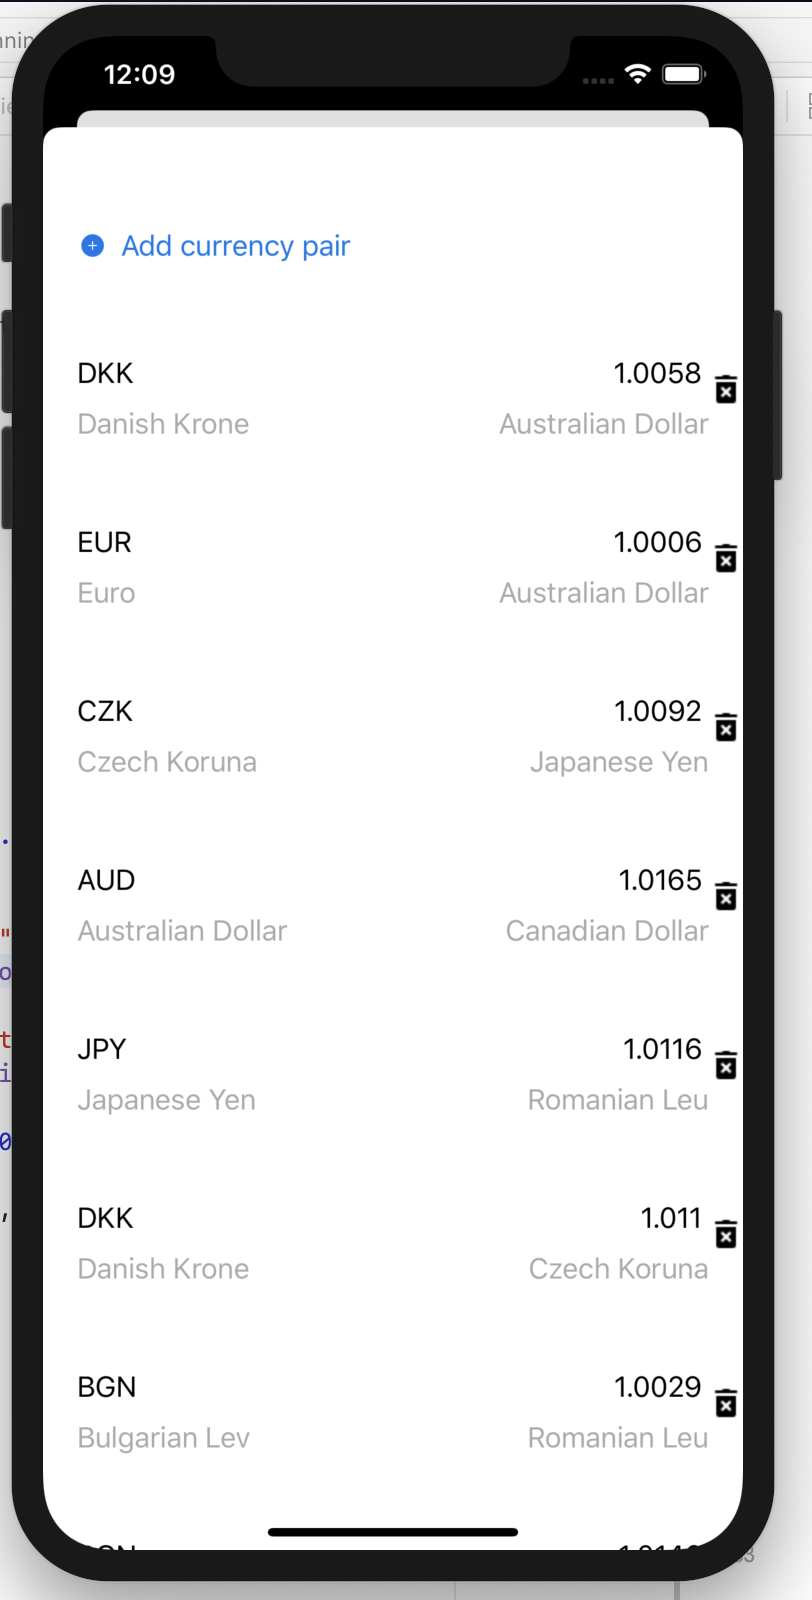 12:09
Add currency pair
DKK 1.0058
Danish Krone Australian Dollar
EUR 1.0006
Euro Australian Dollar
CZK 1.0092
Czech Koruna Japanese Yen
AUD 1.0165
Australian Dollar Canadian Dollar
JPY 1.0116
Japanese Yen Romanian Leu
DKK 1.011
Danish Krone Czech Koruna
BGN 1.0029
Bulgarian Lev Romanian Leu